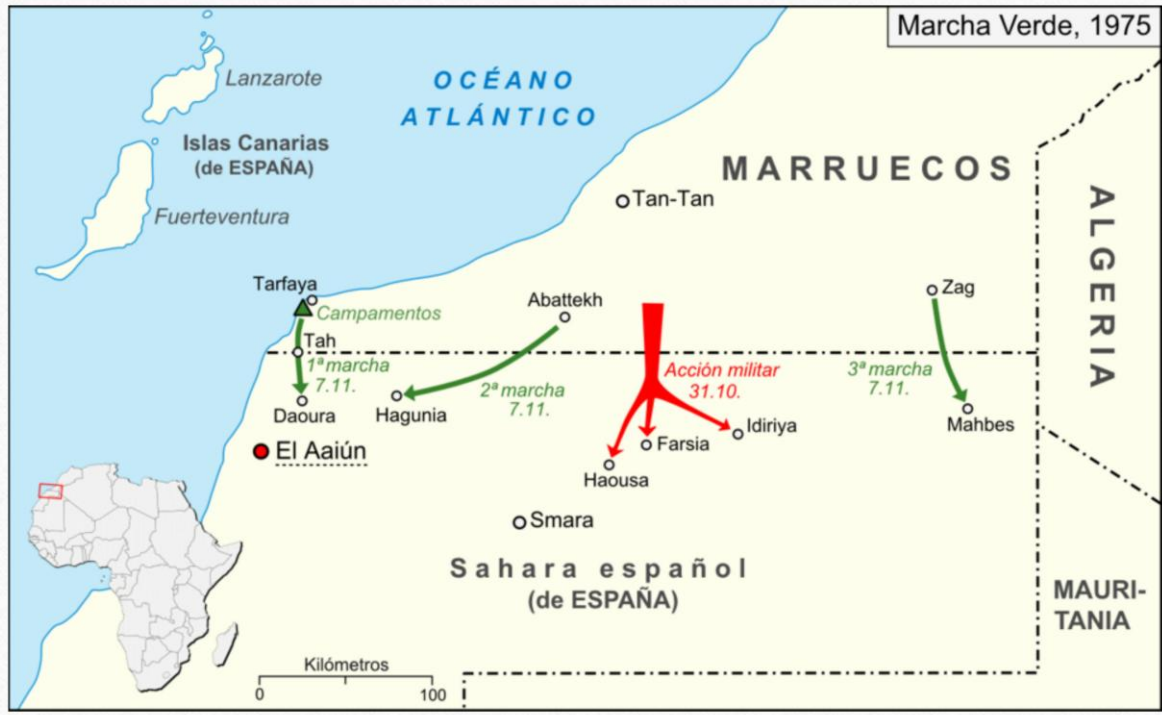 Marcha Verde, 1975
Lanzarote
OCÉANO
ATLÁNTICO
Islas Canarias
(de ESPAÑA)
MARRUECOS
Tan-Tan
Fuerteventura
ALGERIA
Tarfaya
Campamentos
Abattekh
Zag
Tah
1ª marcha
7.11.
2ª marcha
7.11.
Acción militar
31.10.
3ª marcha
7.11.
Daoura
Hagunia
Idiriya
Mahbes
Farsia
El Aaiún
Haousa
Smara
Sahara español
(de ESPAÑA)
MAURI-
TANIA
Kilómetros
0 100